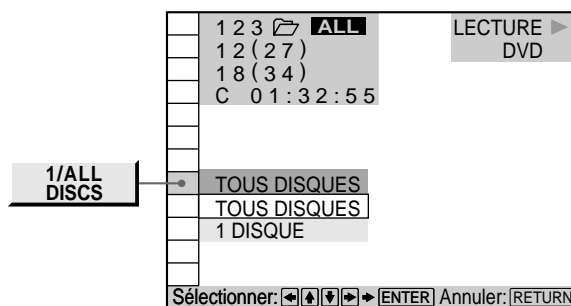 1 2 3 ALL
LECTURE
1 2 ( 2 7 )
DVD
1 8 ( 3 4 )
C 0 1 : 3 2 : 5 5
1/ALL
DISCS
TOUS DISQUES
TOUS DISQUES
1 DISQUE
Sélectionner: ENTER Annuler: RETURN